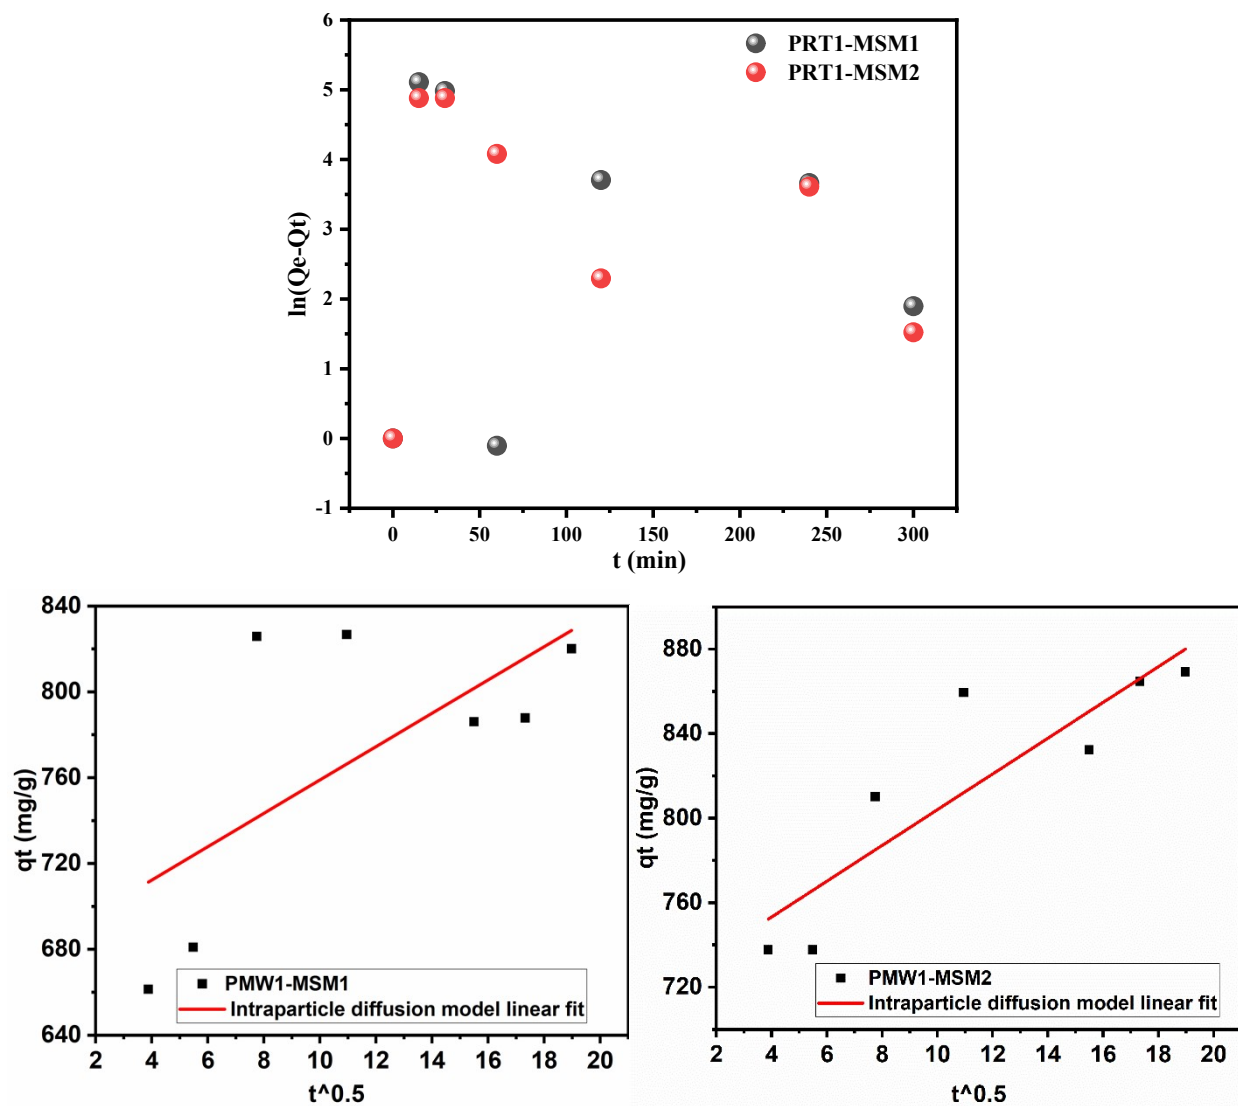 6
5
4
3
2
1
0
-1
ln(Qe-Qt)
PRT1-MSM1
PRT1-MSM2
0 50 100 150 200 250 300
t (min)
840
800
760
720
680
640
qt (mg/g)
PMW1-MSM1
Intraparticle diffusion model linear fit
2 4 6 8 10 12 14 16 18 20
t^0.5
880
840
800
760
720
qt (mg/g)
PMW1-MSM2
Intraparticle diffusion model linear fit
2 4 6 8 10 12 14 16 18 20
t^0.5